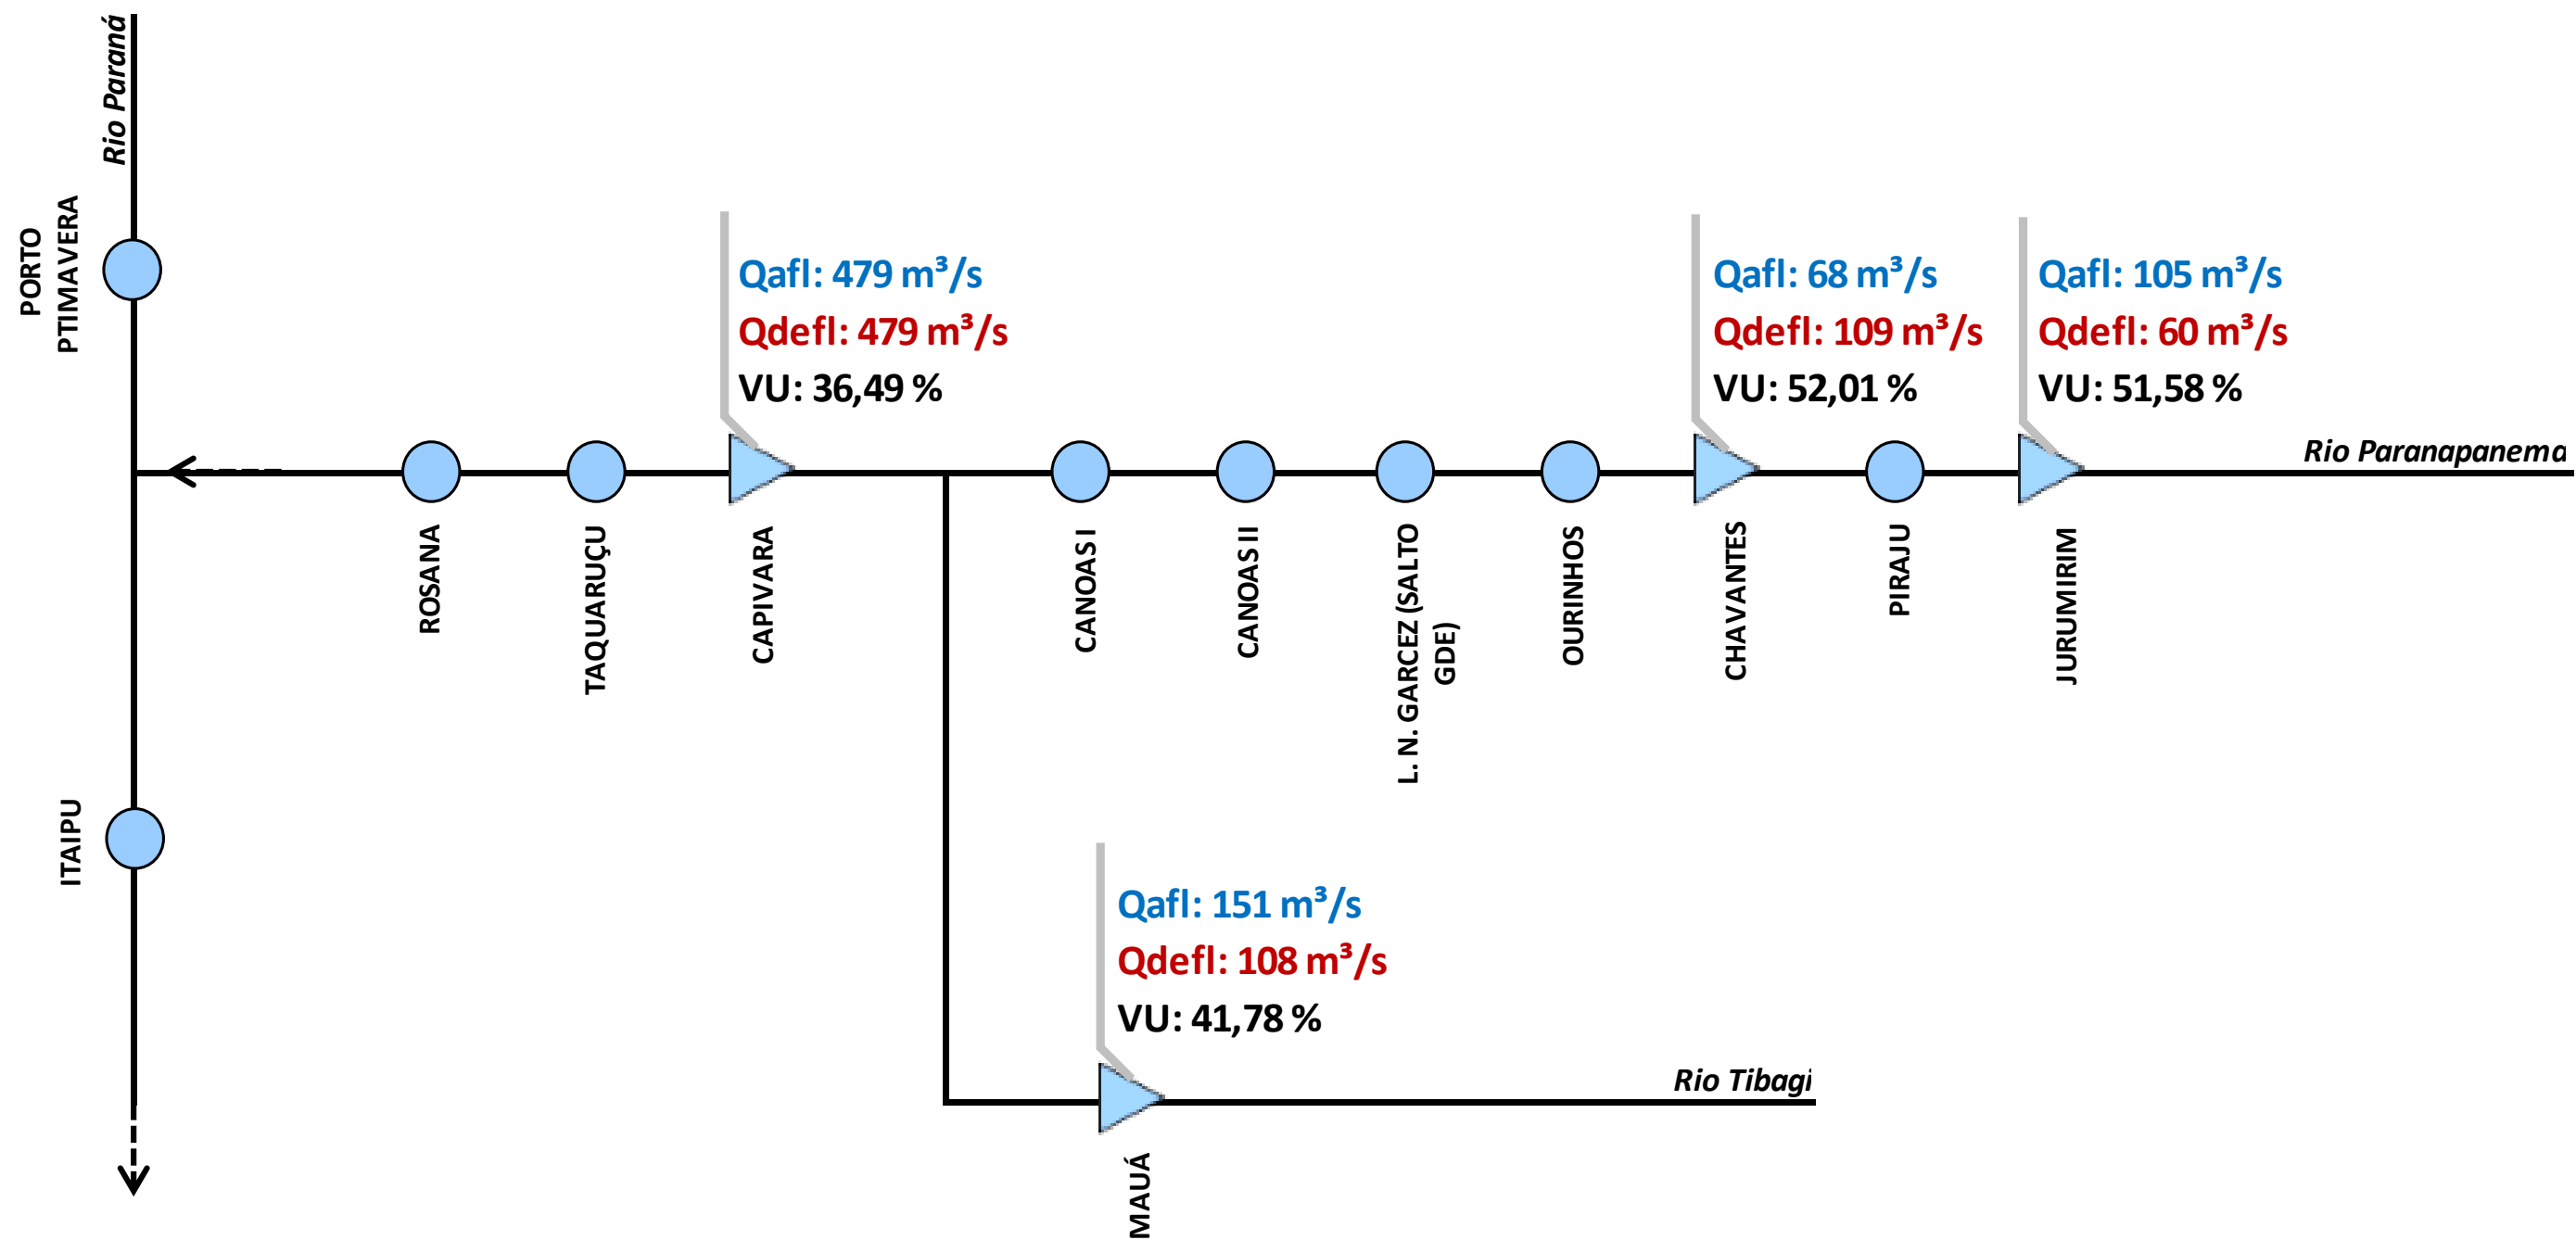 Rio Paraná
PORTO
PTIMAVERA
Qafl: 479 m³/s
Qdefl: 479 m³/s
VU: 36,49 %
Qafl: 68 m³/s
Qdefl: 109 m³/s
VU: 52,01 %
Qafl: 105 m³/s
Qdefl: 60 m³/s
VU: 51,58 %
Rio Paranapanema
ROSANA
TAQUARUÇU
CAPIVARA
CANOAS I
CANOAS II
L. N. GARCEZ (SALTO
GDE)
OURINHOS
CHAVANTES
PIRAJU
JURUMIRIM
ITAIPU
Qafl: 151 m³/s
Qdefl: 108 m³/s
VU: 41,78 %
Rio Tibagi
MAUÁ